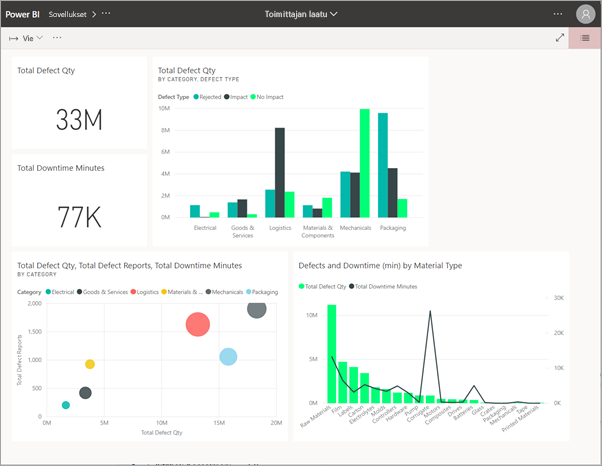 Power BI Sovellukset > ··· Toimittajan laatu ···
Vie ···
Total Defect Qty
33M
Total Downtime Minutes
77K
Total Defect Qty
BY CATEGORY, DEFECT TYPE
Defect Type Rejected Impact No Impact
10M
8M
6M
4M
2M
0M
Electrical Goods & Services Logistics Materials & Components Mechanicals Packaging
Total Defect Qty, Total Defect Reports, Total Downtime Minutes
BY CATEGORY
Category Electrical Goods & Services Logistics Materials & ... Mechanicals Packaging
Total Defect Reports
2,000
1,500
1,000
500
0
0M 5M 10M 15M 20M
Total Defect Qty
Defects and Downtime (min) by Material Type
Total Defect Qty Total Downtime Minutes
10M
5M
0M
30K
20K
10K
0K
Raw Materials Film Labels Carton Electrolytes Molds Controllers Hardware Pump Corrugate Motors Composites Drives Batteries Glass Crates Packaging Mechanicals Tape Printed Materials